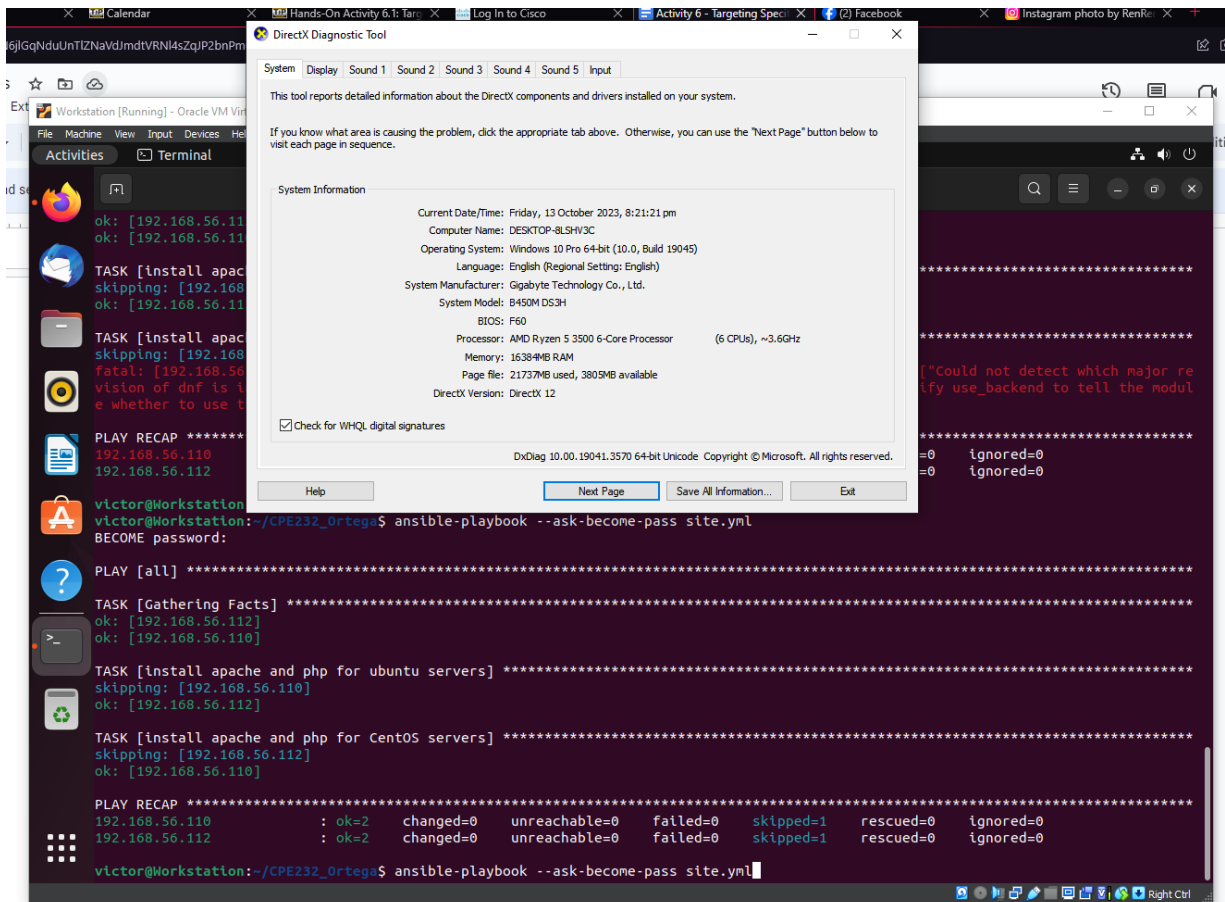 Calendar
Hands-On Activity 6.1: Targ
Log In to Cisco
Activity 6 - Targeting Specif
(2) Facebook
Instagram photo by RenRe
DirectX Diagnostic Tool
System Display Sound 1 Sound 2 Sound 3 Sound 4 Sound 5 Input
This tool reports detailed information about the DirectX components and drivers installed on your system.
If you know what area is causing the problem, click the appropriate tab above. Otherwise, you can use the "Next Page" button below to
visit each page in sequence.
System Information
Current Date/Time: Friday, 13 October 2023, 8:21:21 pm
Computer Name: DESKTOP-8LSHV3C
Operating System: Windows 10 Pro 64-bit (10.0, Build 19045)
Language: English (Regional Setting: English)
System Manufacturer: Gigabyte Technology Co., Ltd.
System Model: B450M DS3H
BIOS: F60
Processor: AMD Ryzen 5 3500 6-Core Processor (6 CPUs), ~3.6GHz
Memory: 16384MB RAM
Page file: 21737MB used, 3805MB available
DirectX Version: DirectX 12
Check for WHQL digital signatures
DxDiag 10.00.19041.3570 64-bit Unicode Copyright © Microsoft. All rights reserved.
Help Next Page Save All Information... Exit
Ext
Workstation [Running] - Oracle VM Virt
File Machine View Input Devices Hel
Activities Terminal
ok: [192.168.56.11
ok: [192.168.56.11
TASK [install apac *********************************
skipping: [192.168
ok: [192.168.56.11
TASK [install apac *********************************
skipping: [192.168
fatal: [192.168.56 ["Could not detect which major re
vision of dnf is i ify use_backend to tell the modul
e whether to use t
PLAY RECAP ******* *********************************
192.168.56.110 =0 ignored=0
192.168.56.112 =0 ignored=0
victor@Workstation
victor@Workstation:~/CPE232_Ortega$ ansible-playbook --ask-become-pass site.yml
BECOME password:
PLAY [all] *************************************************************************************************************************
TASK [Gathering Facts] *************************************************************************************************************
ok: [192.168.56.112]
ok: [192.168.56.110]
TASK [install apache and php for ubuntu servers] ***********************************************************************************
skipping: [192.168.56.110]
ok: [192.168.56.112]
TASK [install apache and php for CentOS servers] ***********************************************************************************
skipping: [192.168.56.112]
ok: [192.168.56.110]
PLAY RECAP *************************************************************************************************************************
192.168.56.110 : ok=2 changed=0 unreachable=0 failed=0 skipped=1 rescued=0 ignored=0
192.168.56.112 : ok=2 changed=0 unreachable=0 failed=0 skipped=1 rescued=0 ignored=0
victor@Workstation:~/CPE232_Ortega$ ansible-playbook --ask-become-pass site.yml
Right Ctrl